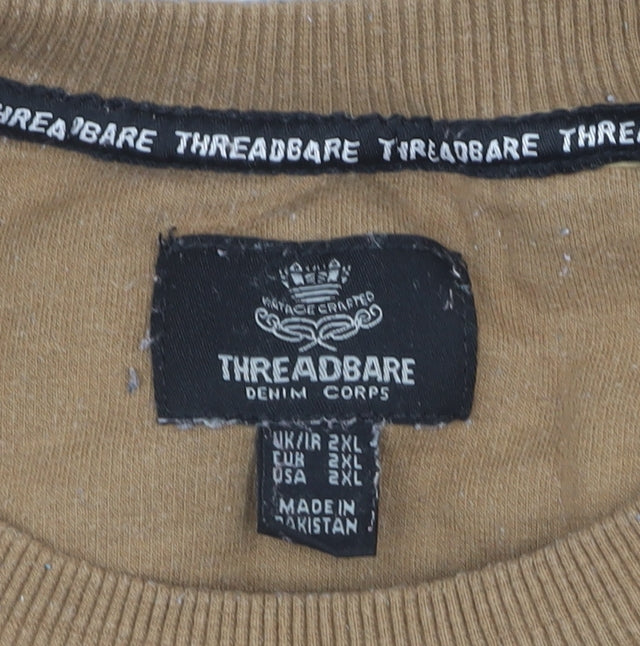 THREADBARE THREADBARE THREADBARE THREA
VINTAGE CRAFTED
THREADBARE
DENIM CORPS
UK/IR 2XL
EUR 2XL
USA 2XL
MADE IN
PAKISTAN